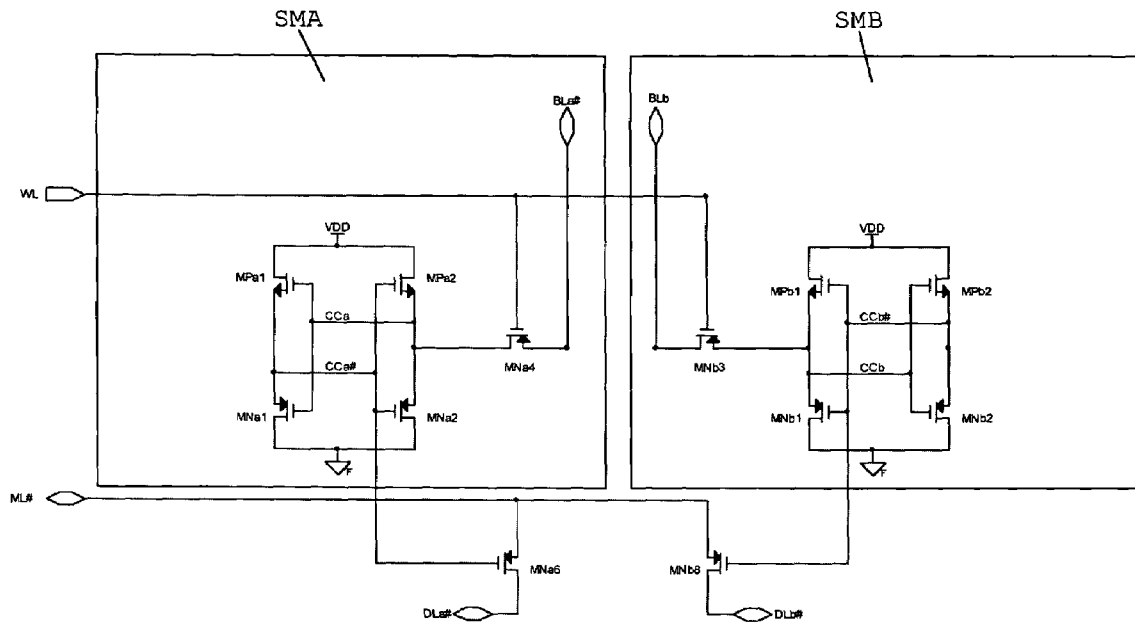 SMA
SMB
BLa#
BLb
WL
VDD
VDD
MPa1
MPa2
MPb1
MPb2
CCa
CCb#
MNa4
MNb3
CCa#
CCb
MNa1
MNa2
MNb1
MNb2
F
F
ML#
MNa6
MNb8
DLa#
DLb#